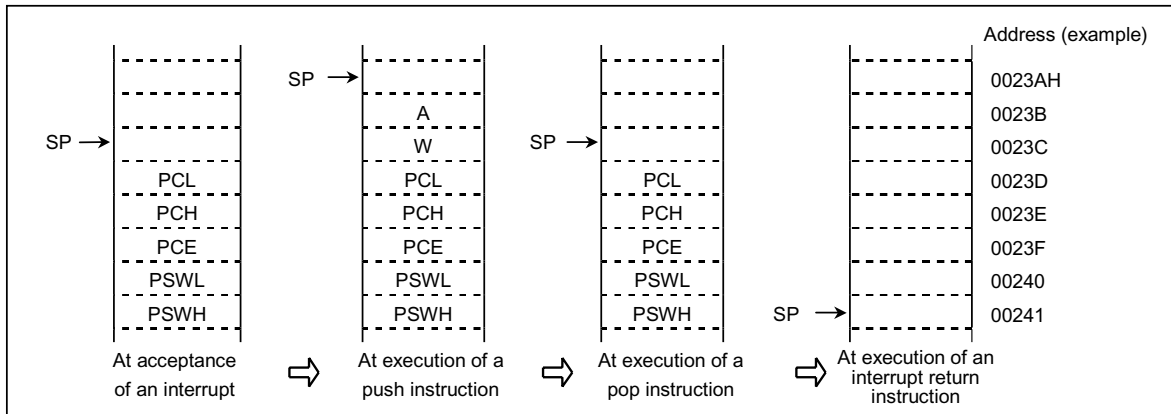 Address (example)
SP
A
W
PCL
PCH
PCE
PSWL
PSWH
At acceptance
of an interrupt
SP
PCL
PCH
PCE
PSWL
PSWH
At execution of a
push instruction
SP
PCL
PCH
PCE
PSWL
PSWH
At execution of a
pop instruction
SP
At execution of an
interrupt return
instruction
0023AH
0023B
0023C
0023D
0023E
0023F
00240
00241